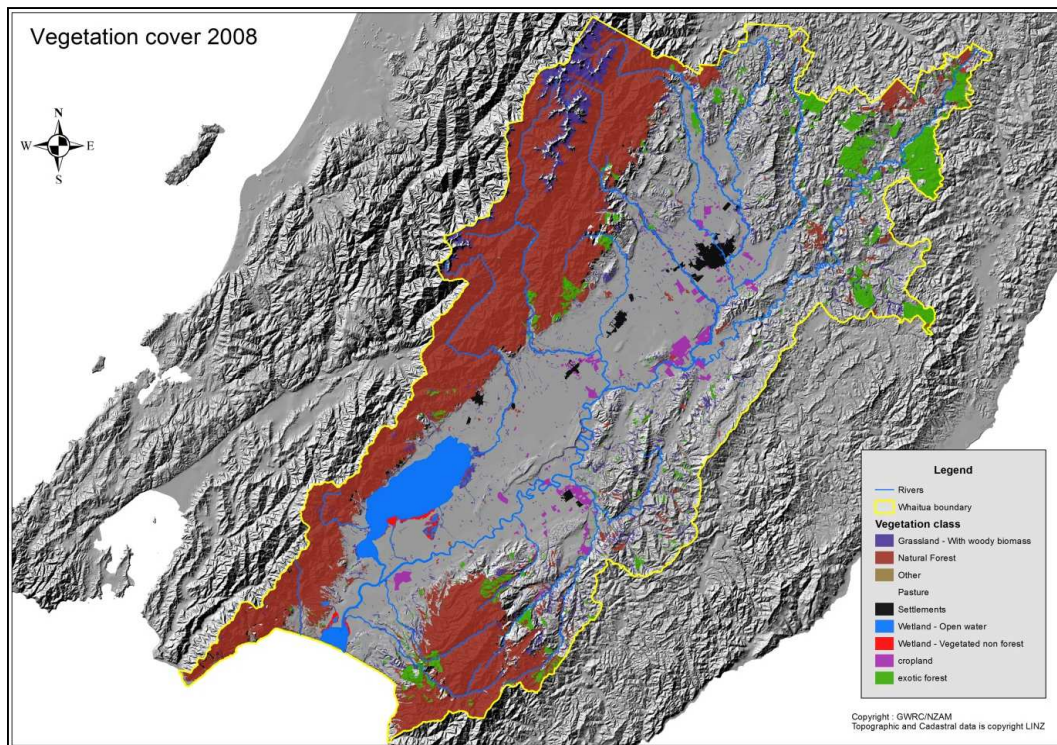 Vegetation cover 2008
N
W E
S
Legend
Rivers
Whaitua boundary
Vegetation class
Grassland - With woody biomass
Natural Forest
Other
Pasture
Settlements
Wetland - Open water
Wetland - Vegetated non forest
cropland
exotic forest
Copyright : GWRC/NZAM
Topographic and Cadastral data is copyright LINZ